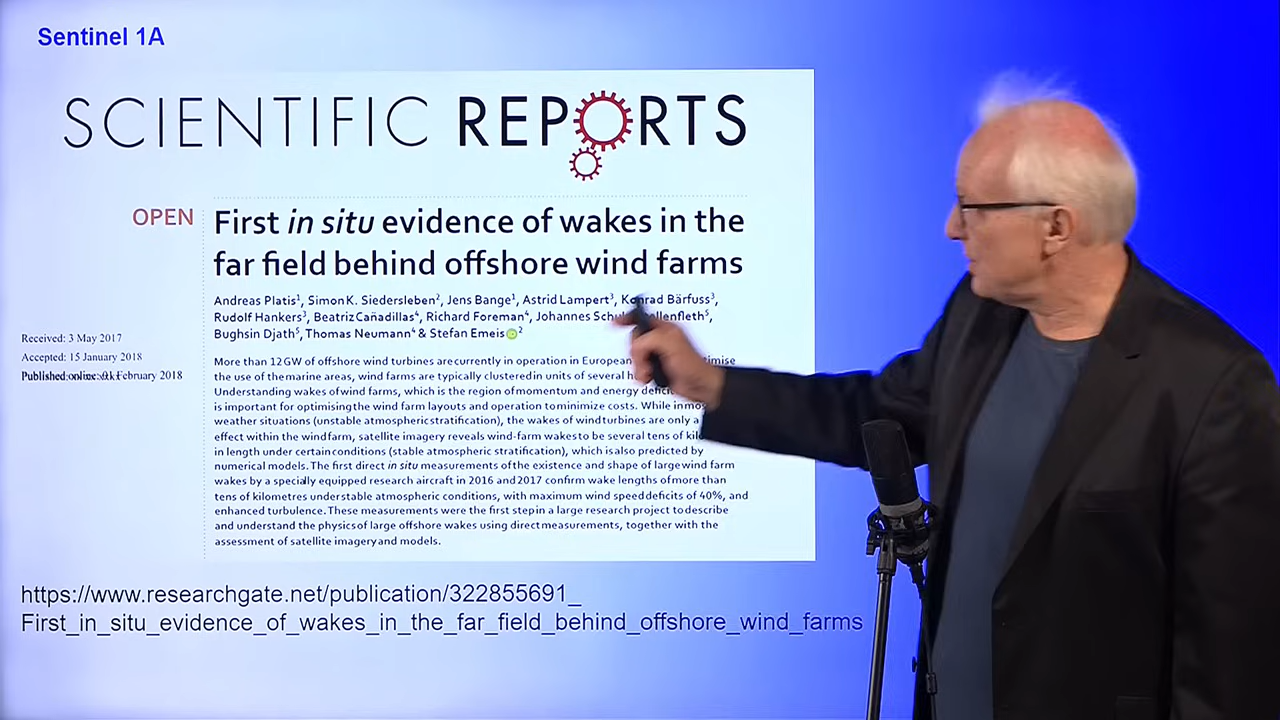 Sentinel 1A
SCIENTIFIC REPORTS
OPEN
First in situ evidence of wakes in the
far field behind offshore wind farms
Andreas Platis1, Simon K. Siedersleben2, Jens Bange1, Astrid Lampert3, Konrad Bärfuss3,
Rudolf Hankers3, Beatriz Cañadillas4, Richard Foreman4, Johannes
Bughsin Djath5, Thomas Neumann4 & Stefan Emeis2
Received: 3 May 2017
Accepted: 15 January 2018
Published: February 2018
More than 12 GW of offshore wind turbines are currently in operation in European
the use of the marine areas, wind farms are typically clustered in units of several
Understanding wakes of wind farms, which is the region of momentum and energy
is important for optimising the wind farm layouts and operation to minimize costs. While in
weather situations (unstable atmospheric stratification), the wakes of wind turbines are only a
effect within the wind farm, satellite imagery reveals wind-farm wakes to be several tens of
in length under certain conditions (stable atmospheric stratification), which is also predicted by
numerical models. The first direct in situ measurements of the existence and shape of large wind farm
wakes by a specially equipped research aircraft in 2016 and 2017 confirm wake lengths of more than
tens of kilometres under stable atmospheric conditions, with maximum wind speed deficits of 40%, and
enhanced turbulence. These measurements were the first step in a large research project to describe
and understand the physics of large offshore wakes using direct measurements, together with the
assessment of satellite imagery and models.
https://www.researchgate.net/publication/322855691_
First_in_situ_evidence_of_wakes_in_the_far_field_behind_offshore_wind_farms